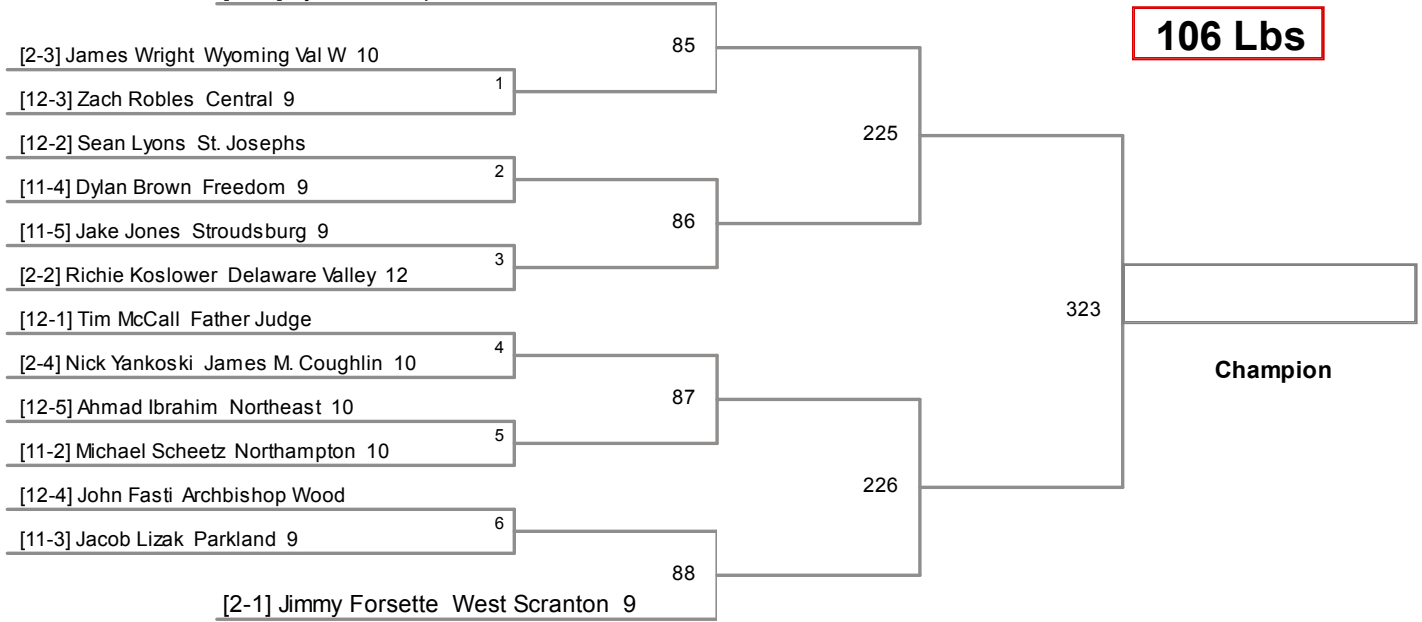 106 Lbs
85
[2-3] James Wright Wyoming Val W 10
1
[12-3] Zach Robles Central 9
[12-2] Sean Lyons St. Josephs
225
2
[11-4] Dylan Brown Freedom 9
86
[11-5] Jake Jones Stroudsburg 9
3
[2-2] Richie Koslower Delaware Valley 12
323
[12-1] Tim McCall Father Judge
4
[2-4] Nick Yankoski James M. Coughlin 10
Champion
87
[12-5] Ahmad Ibrahim Northeast 10
5
[11-2] Michael Scheetz Northampton 10
226
[12-4] John Fasti Archbishop Wood
6
[11-3] Jacob Lizak Parkland 9
88
[2-1] Jimmy Forsette West Scranton 9